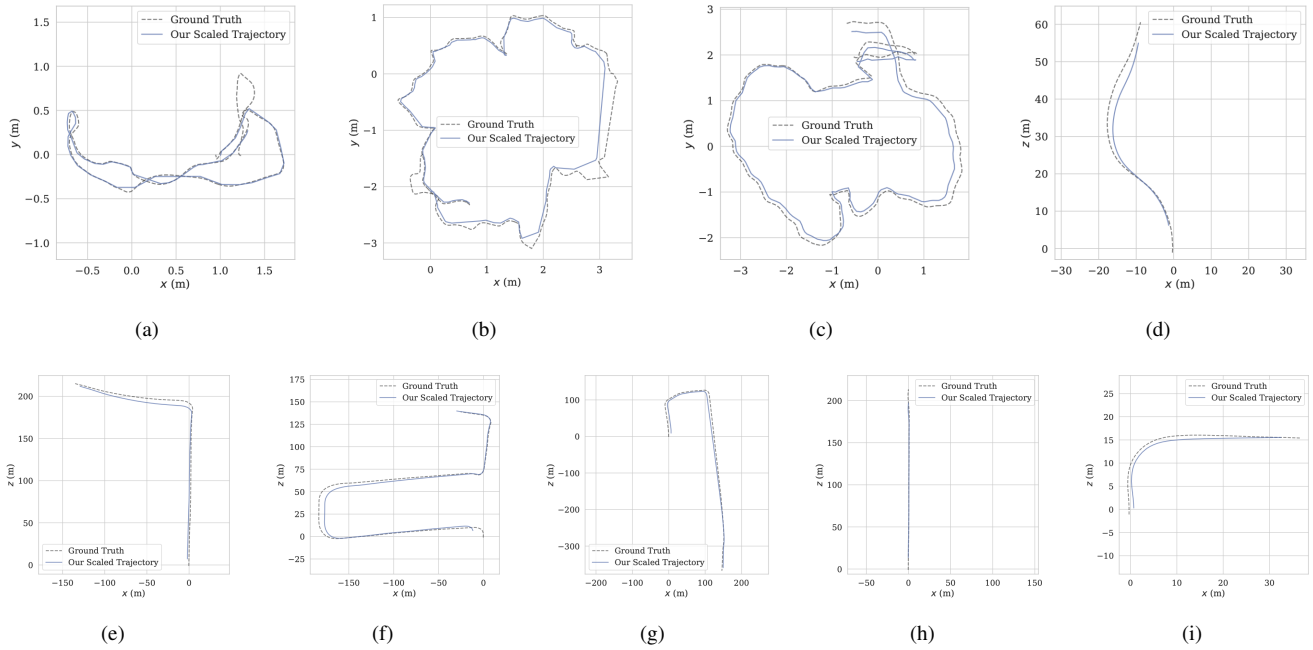 1.5
1.0
0.5
0.0
−0.5
−1.0
y (m)
−0.5 0.0 0.5 1.0 1.5
x (m)
Ground Truth
Our Scaled Trajectory
(a)
1
0
−1
−2
−3
y (m)
0 1 2 3
x (m)
Ground Truth
Our Scaled Trajectory
(b)
3
2
1
0
−1
−2
y (m)
−3 −2 −1 0 1
x (m)
Ground Truth
Our Scaled Trajectory
(c)
60
50
40
30
20
10
0
z (m)
−30 −20 −10 0 10 20 30
x (m)
Ground Truth
Our Scaled Trajectory
(d)
200
150
100
50
0
z (m)
−150 −100 −50 0
x (m)
Ground Truth
Our Scaled Trajectory
(e)
175
150
125
100
75
50
25
0
−25
z (m)
−150 −100 −50 0
x (m)
Ground Truth
Our Scaled Trajectory
(f)
100
0
−100
−200
−300
z (m)
−200 −100 0 100 200
x (m)
Ground Truth
Our Scaled Trajectory
(g)
200
150
100
50
0
z (m)
−50 0 50 100 150
x (m)
Ground Truth
Our Scaled Trajectory
(h)
25
20
15
10
5
0
−5
−10
z (m)
0 10 20 30
x (m)
Ground Truth
Our Scaled Trajectory
(i)